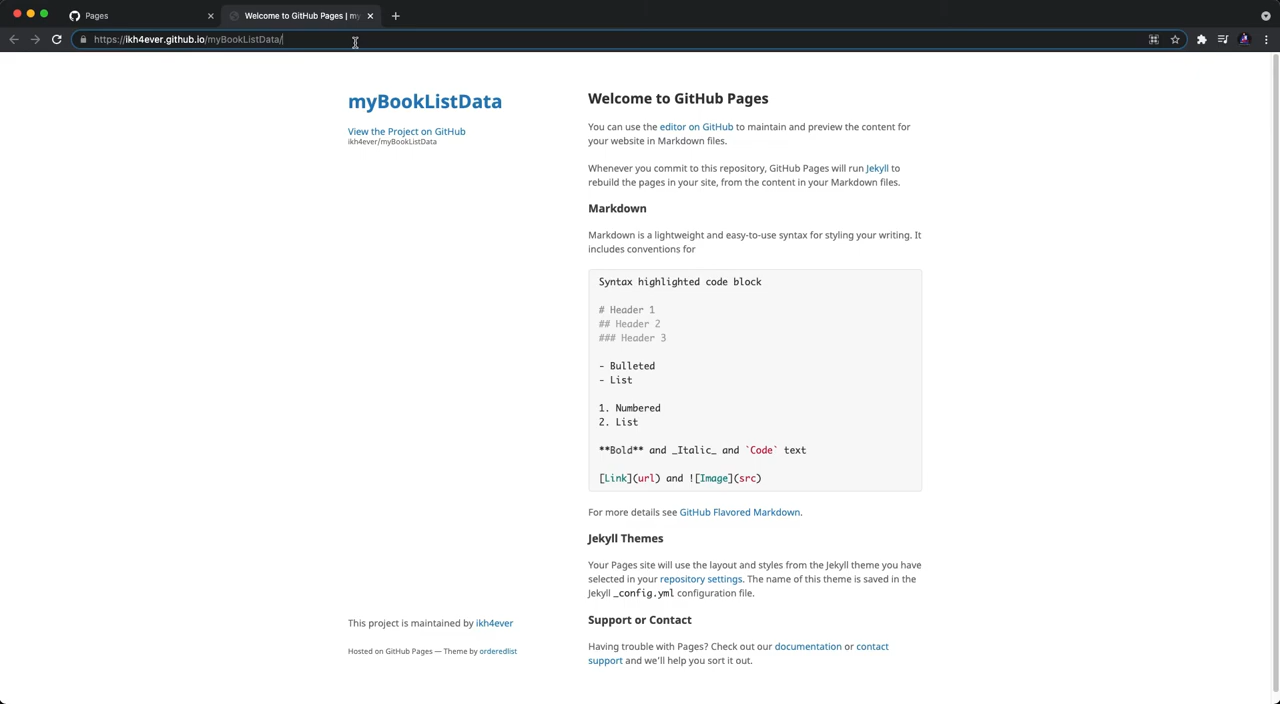 Pages
Welcome to GitHub Pages | my
https://ikh4ever.github.io/myBookListData/
myBookListData
View the Project on GitHub
ikh4ever/myBookListData
Welcome to GitHub Pages
You can use the editor on GitHub to maintain and preview the content for
your website in Markdown files.
Whenever you commit to this repository, GitHub Pages will run Jekyll to
rebuild the pages in your site, from the content in your Markdown files.
Markdown
Markdown is a lightweight and easy-to-use syntax for styling your writing. It
includes conventions for
Syntax highlighted code block
# Header 1
## Header 2
### Header 3
- Bulleted
- List
1. Numbered
2. List
**Bold** and _Italic_ and `Code` text
[Link](url) and ![Image](src)
For more details see GitHub Flavored Markdown.
Jekyll Themes
Your Pages site will use the layout and styles from the Jekyll theme you have
selected in your repository settings. The name of this theme is saved in the
Jekyll _config.yml configuration file.
Support or Contact
Having trouble with Pages? Check out our documentation or contact
support and we'll help you sort it out.
This project is maintained by ikh4ever
Hosted on GitHub Pages — Theme by orderedlist